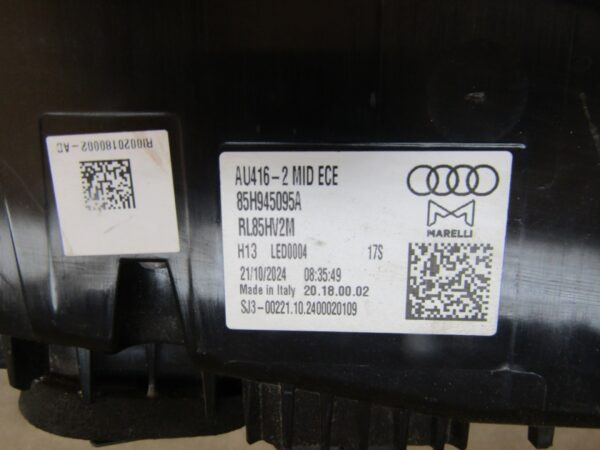 RI0020180002-AC
AU416-2 MID ECE
85H945095A
RL85HV2M
MARELLI
H13 LED0004 17S
21/10/2024 08:35:49
Made in Italy 20.18.00.02
SJ3-00221.10.2400020109